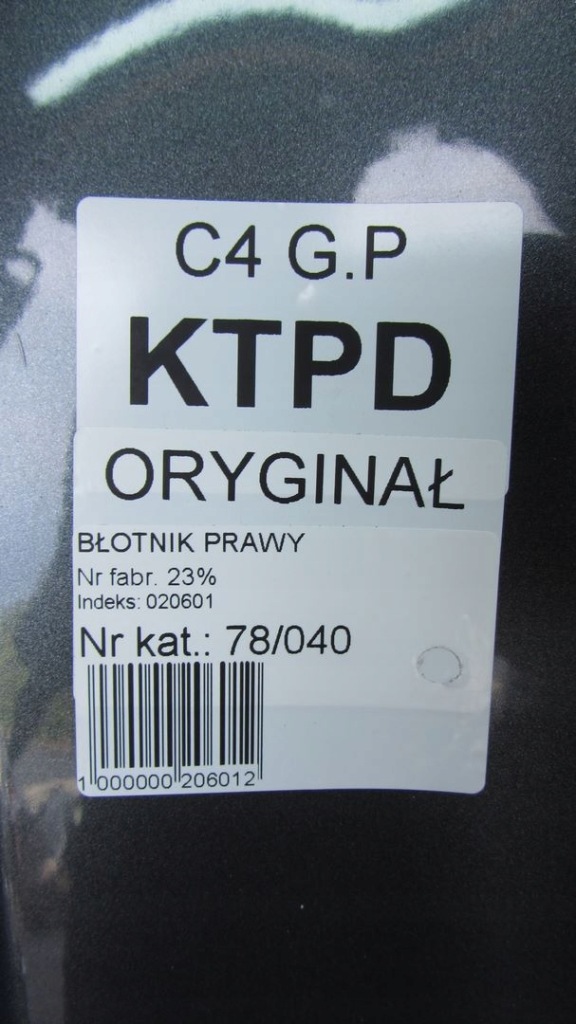 C4 G.P
KTPD
ORYGINAŁ
BŁOTNIK PRAWY
Nr fabr. 23%
Indeks: 020601
Nr kat.: 78/040
1 000000 206012